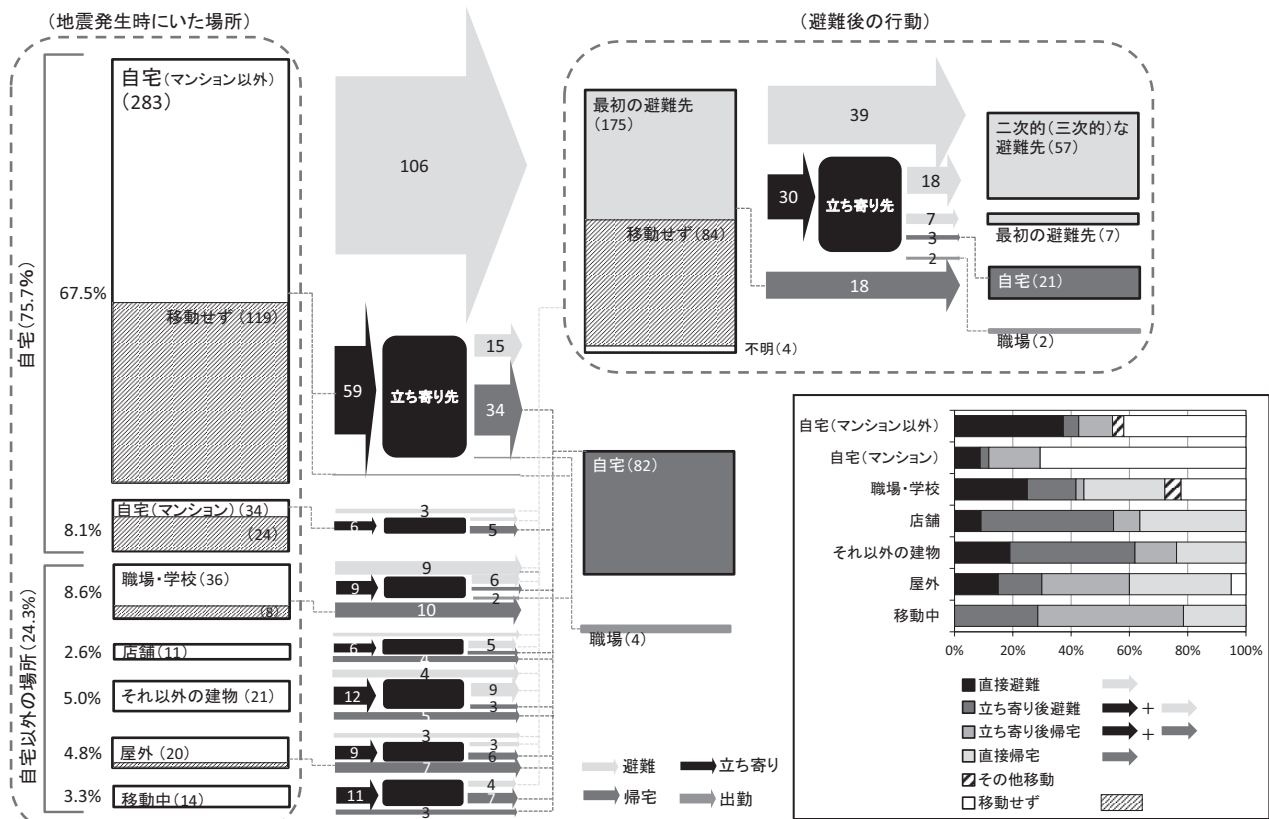 (地震発生時にいた場所)
自宅(75.7%)
67.5%
自宅(マンション以外)
(283)
移動せず(119)
8.1%
自宅(マンション)(34)
(24)
自宅以外の場所(24.3%)
8.6%
職場・学校(36)
(8)
2.6%
店舗(11)
5.0%
それ以外の建物(21)
4.8%
屋外(20)
3.3%
移動中(14)
106
59
立ち寄り先
15
34
3
6
5
9
9
6
2
10
6
5
4
4
12
9
3
5
3
9
3
6
7
11
4
7
3
(避難後の行動)
最初の避難先
(175)
移動せず(84)
不明(4)
39
30
立ち寄り先
18
7
3
2
18
二次的(三次的)な
避難先(57)
最初の避難先(7)
自宅(21)
職場(2)
自宅(82)
職場(4)
避難
立ち寄り
帰宅
出勤
自宅(マンション以外)
自宅(マンション)
職場・学校
店舗
それ以外の建物
屋外
移動中
0%
20%
40%
60%
80%
100%
直接避難
立ち寄り後避難 +
立ち寄り後帰宅 +
直接帰宅
その他移動
移動せず